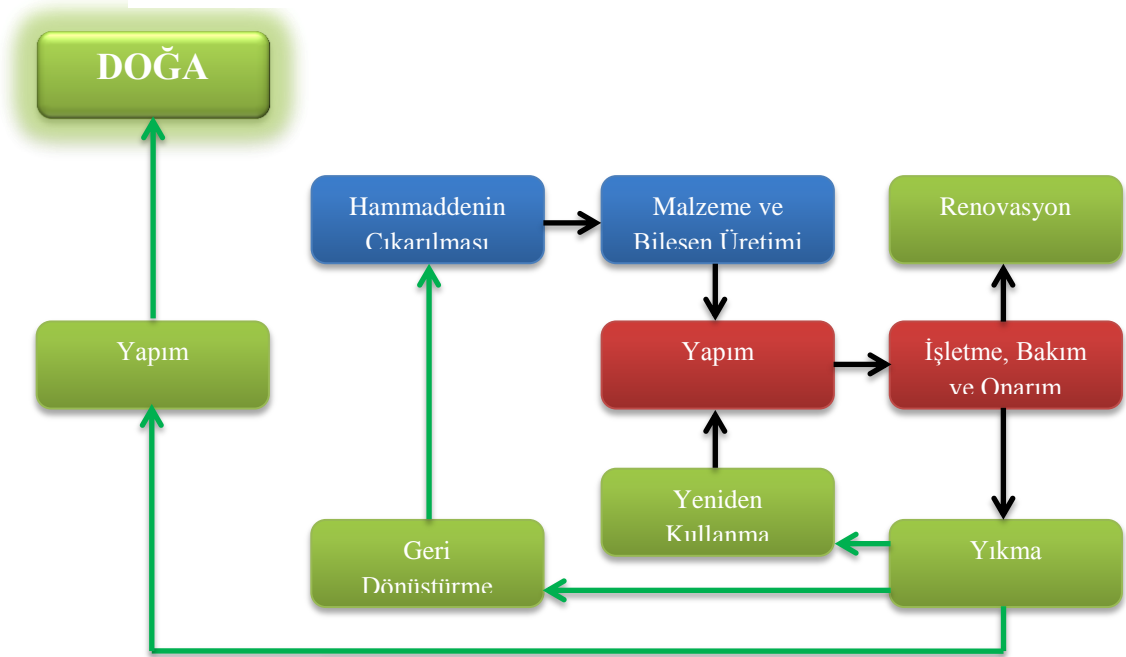 DOĞA
Hammaddenin
Çıkarılması
Malzeme ve
Bileşen Üretimi
Renovasyon
Yapım
Yapım
İşletme, Bakım
ve Onarım
Yeniden
Kullanma
Geri
Dönüştürme
Yıkma